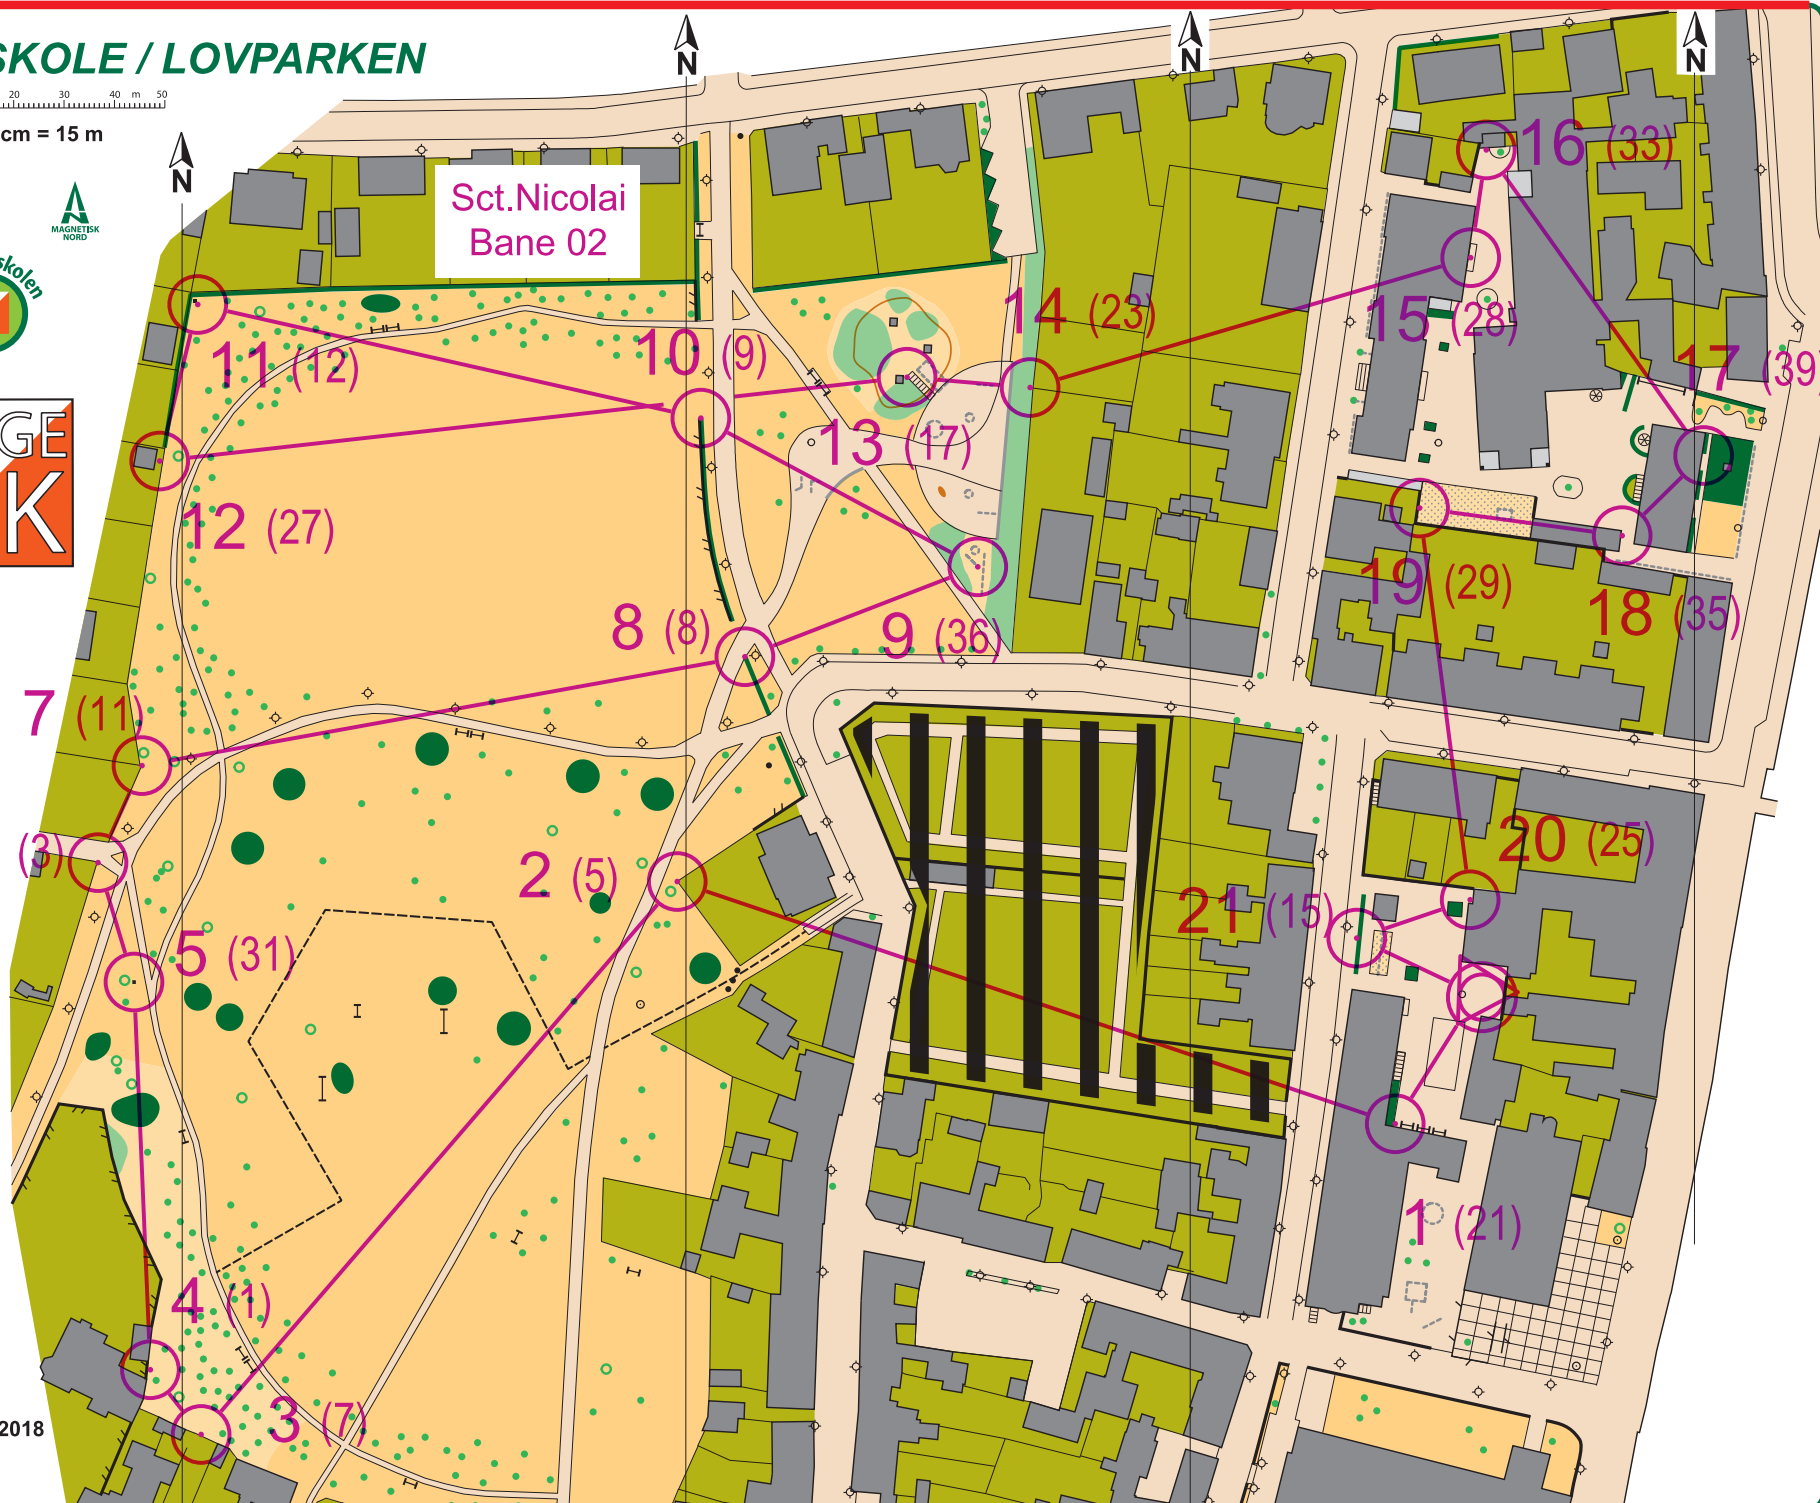 SKOLE / LOVPARKEN
20 30 40 m 50
cm = 15 m
N
N
N
N
MAGNETISK
NORD
skolen
GE
K
Sct.Nicolai
Bane 02
16 (33)
14 (23)
15 (28)
10 (9)
11 (12)
17 (39)
13 (17)
12 (27)
19 (29)
18 (35)
8 (8)
9 (36)
7 (11)
20 (25)
(3)
2 (5)
21 (15)
5 (31)
1 (21)
4 (1)
3 (7)
2018